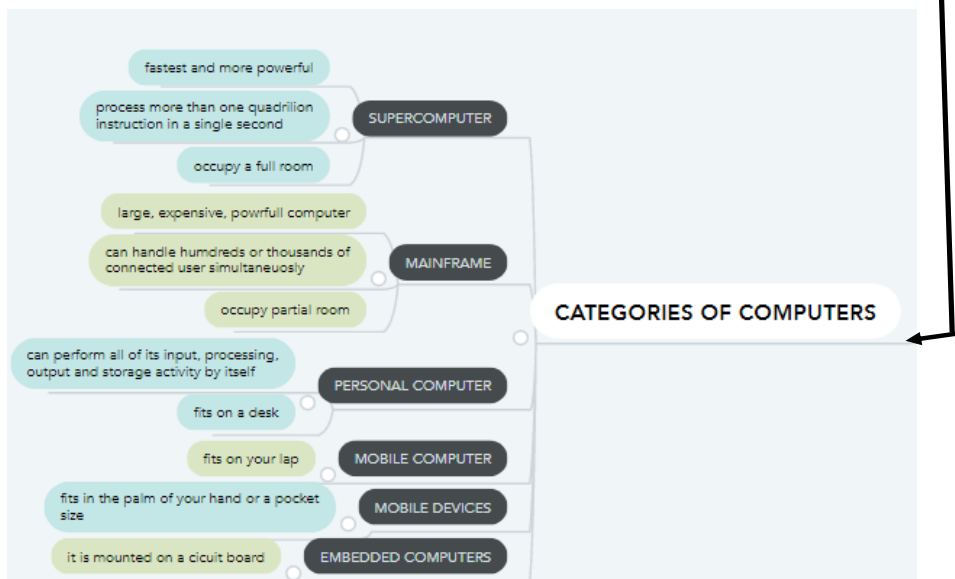 fastest and more powerful
process more than one quadrilion
instruction in a single second
SUPERCOMPUTER
occupy a full room
large, expensive, powrfull computer
can handle humdreds or thousands of
connected user simultaneuosly
MAINFRAME
occupy partial room
CATEGORIES OF COMPUTERS
can perform all of its input, processing,
output and storage activity by itself
PERSONAL COMPUTER
fits on a desk
fits on your lap
MOBILE COMPUTER
fits in the palm of your hand or a pocket
size
MOBILE DEVICES
it is mounted on a cicuit board
EMBEDDED COMPUTERS